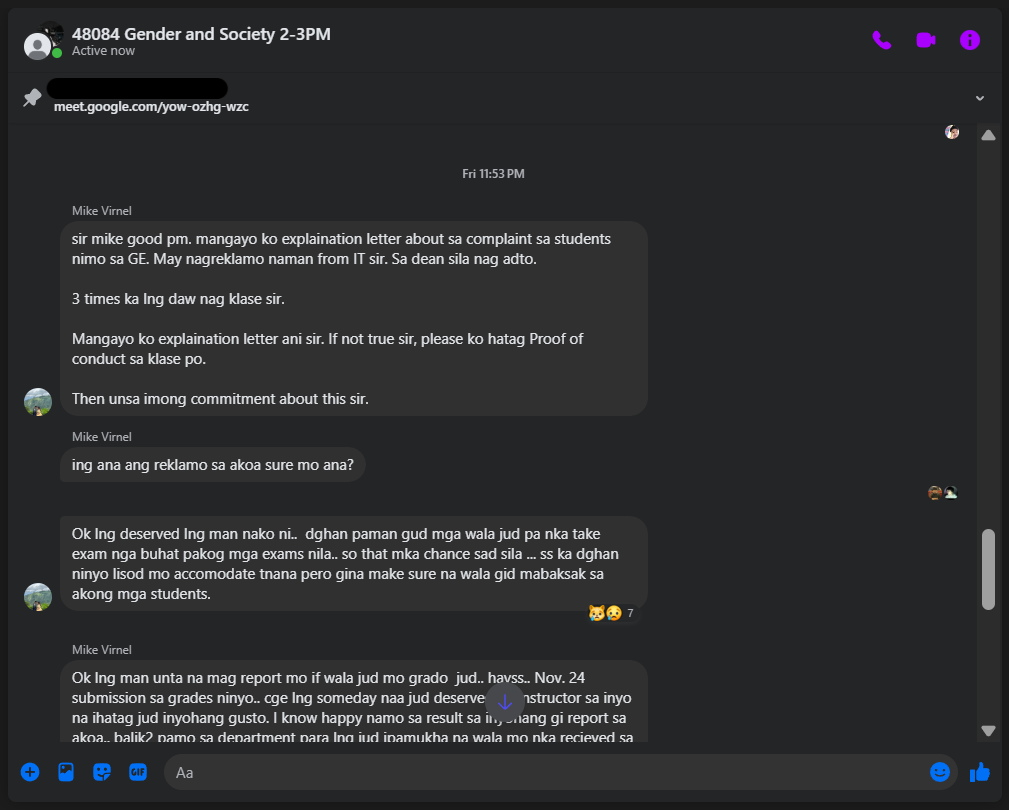 48084 Gender and Society 2-3PM
Active now
meet.google.com/yow-ozhg-wzc
Fri 11:53 PM
Mike Virnel
sir mike good pm. mangayo ko explaination letter about sa complaint sa students
nimo sa GE. May nagreklamo naman from IT sir. Sa dean sila nag adto.
3 times ka lng daw nag klase sir.
Mangayo ko explaination letter ani sir. If not true sir, please ko hatag Proof of
conduct sa klase po.
Then unsa imong commitment about this sir.
Mike Virnel
ing ana ang reklamo sa akoa sure mo ana?
Ok lng deserved lng man nako ni..  dghan paman gud mga wala jud pa nka take
exam nga buhat pakog mga exams nila.. so that mka chance sad sila ... ss ka dghan
ninyo lisod mo accomodate tnana pero gina make sure na wala gid mabaksak sa
akong mga students.
7
Mike Virnel
Ok lng man unta na mag report mo if wala jud mo grado  jud.. havss.. Nov. 24
submission sa grades ninyo.. cge lng someday naa jud deserve nstructor sa inyo
na ihatag jud inyohang gusto. I know happy namo sa result sa hang gi report sa
akoa.. balik2 pamo sa department para lng jud ipamukha na wala mo nka recieved sa
GIF
Aa